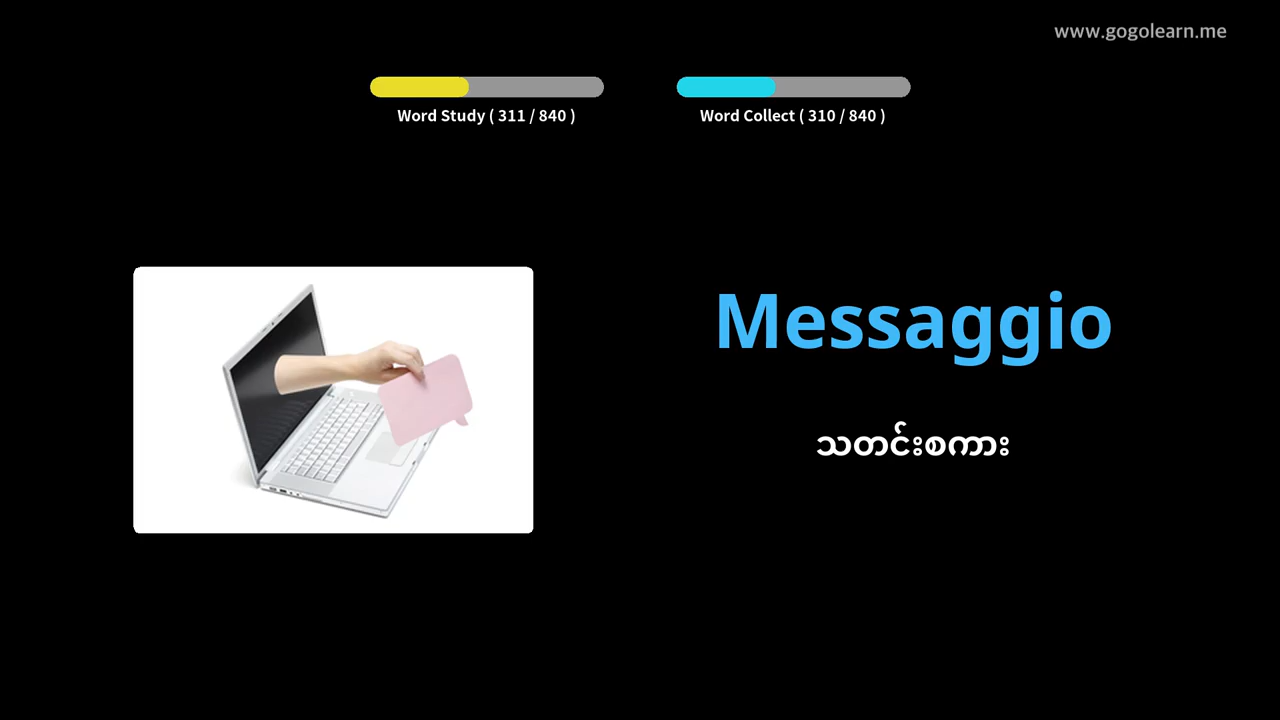 www.gogolearn.me
Word Study ( 311 / 840 )
Word Collect ( 310 / 840 )
Messaggio
သတင်းစကား